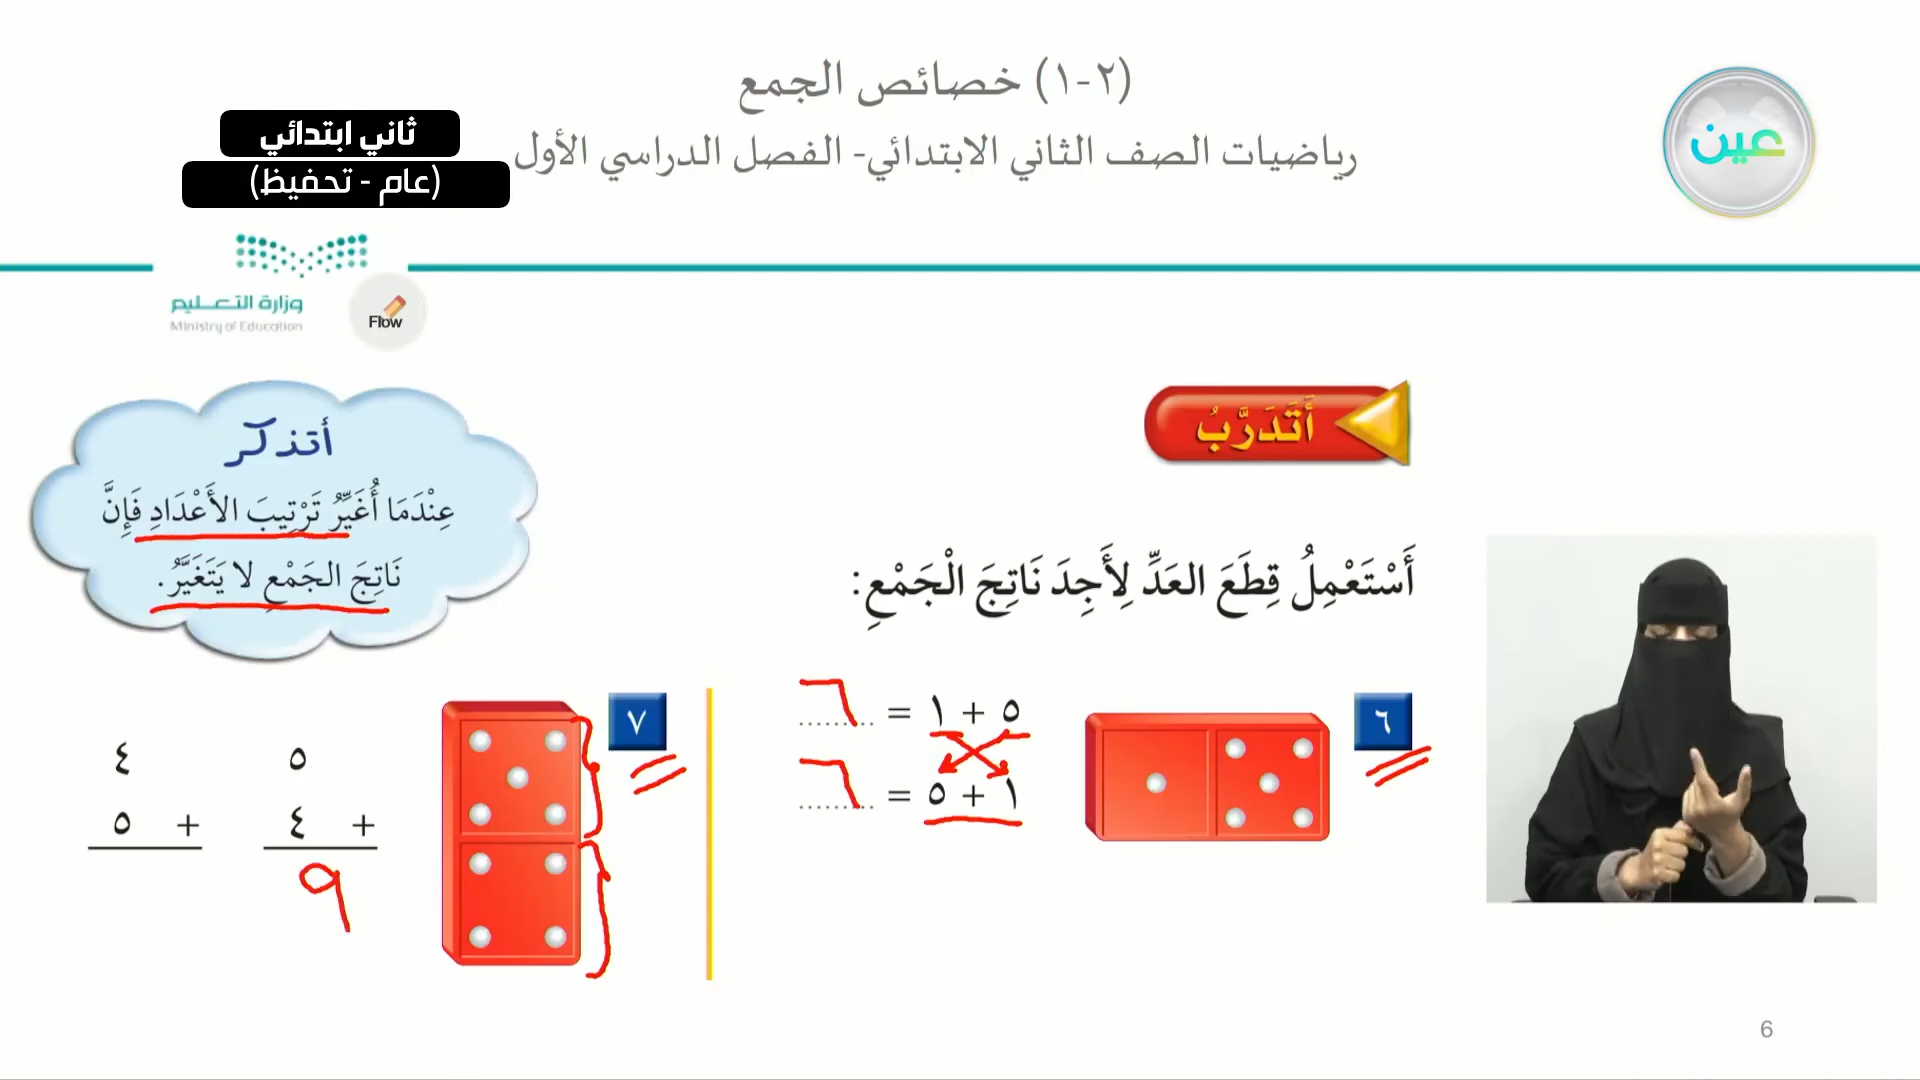 (٢-١) خصائص الجمع
رياضيات الصف الثاني الابتدائي- الفصل الدراسي الأول
عين
ثاني ابتدائي
(عام - تحفيظ)
وزارة التعليم
Ministry of Education
Flow
أَتَدَرَّبُ
أتذكر
عِنْدَمَا أُغَيِّرُ تَرْتِيبَ الأَعْدَادِ فَإِنَّ
نَاتِجَ الجَمْعِ لا يَتَغَيَّرُ.
أَسْتَعْمِلُ قِطَعَ العَدِّ لِأَجِدَ نَاتِجَ الْجَمْعِ:
٦
٥ + ١ = ٦
١ + ٥ = ٦
٧
٥
+ ٤
٩
٤
+ ٥
6